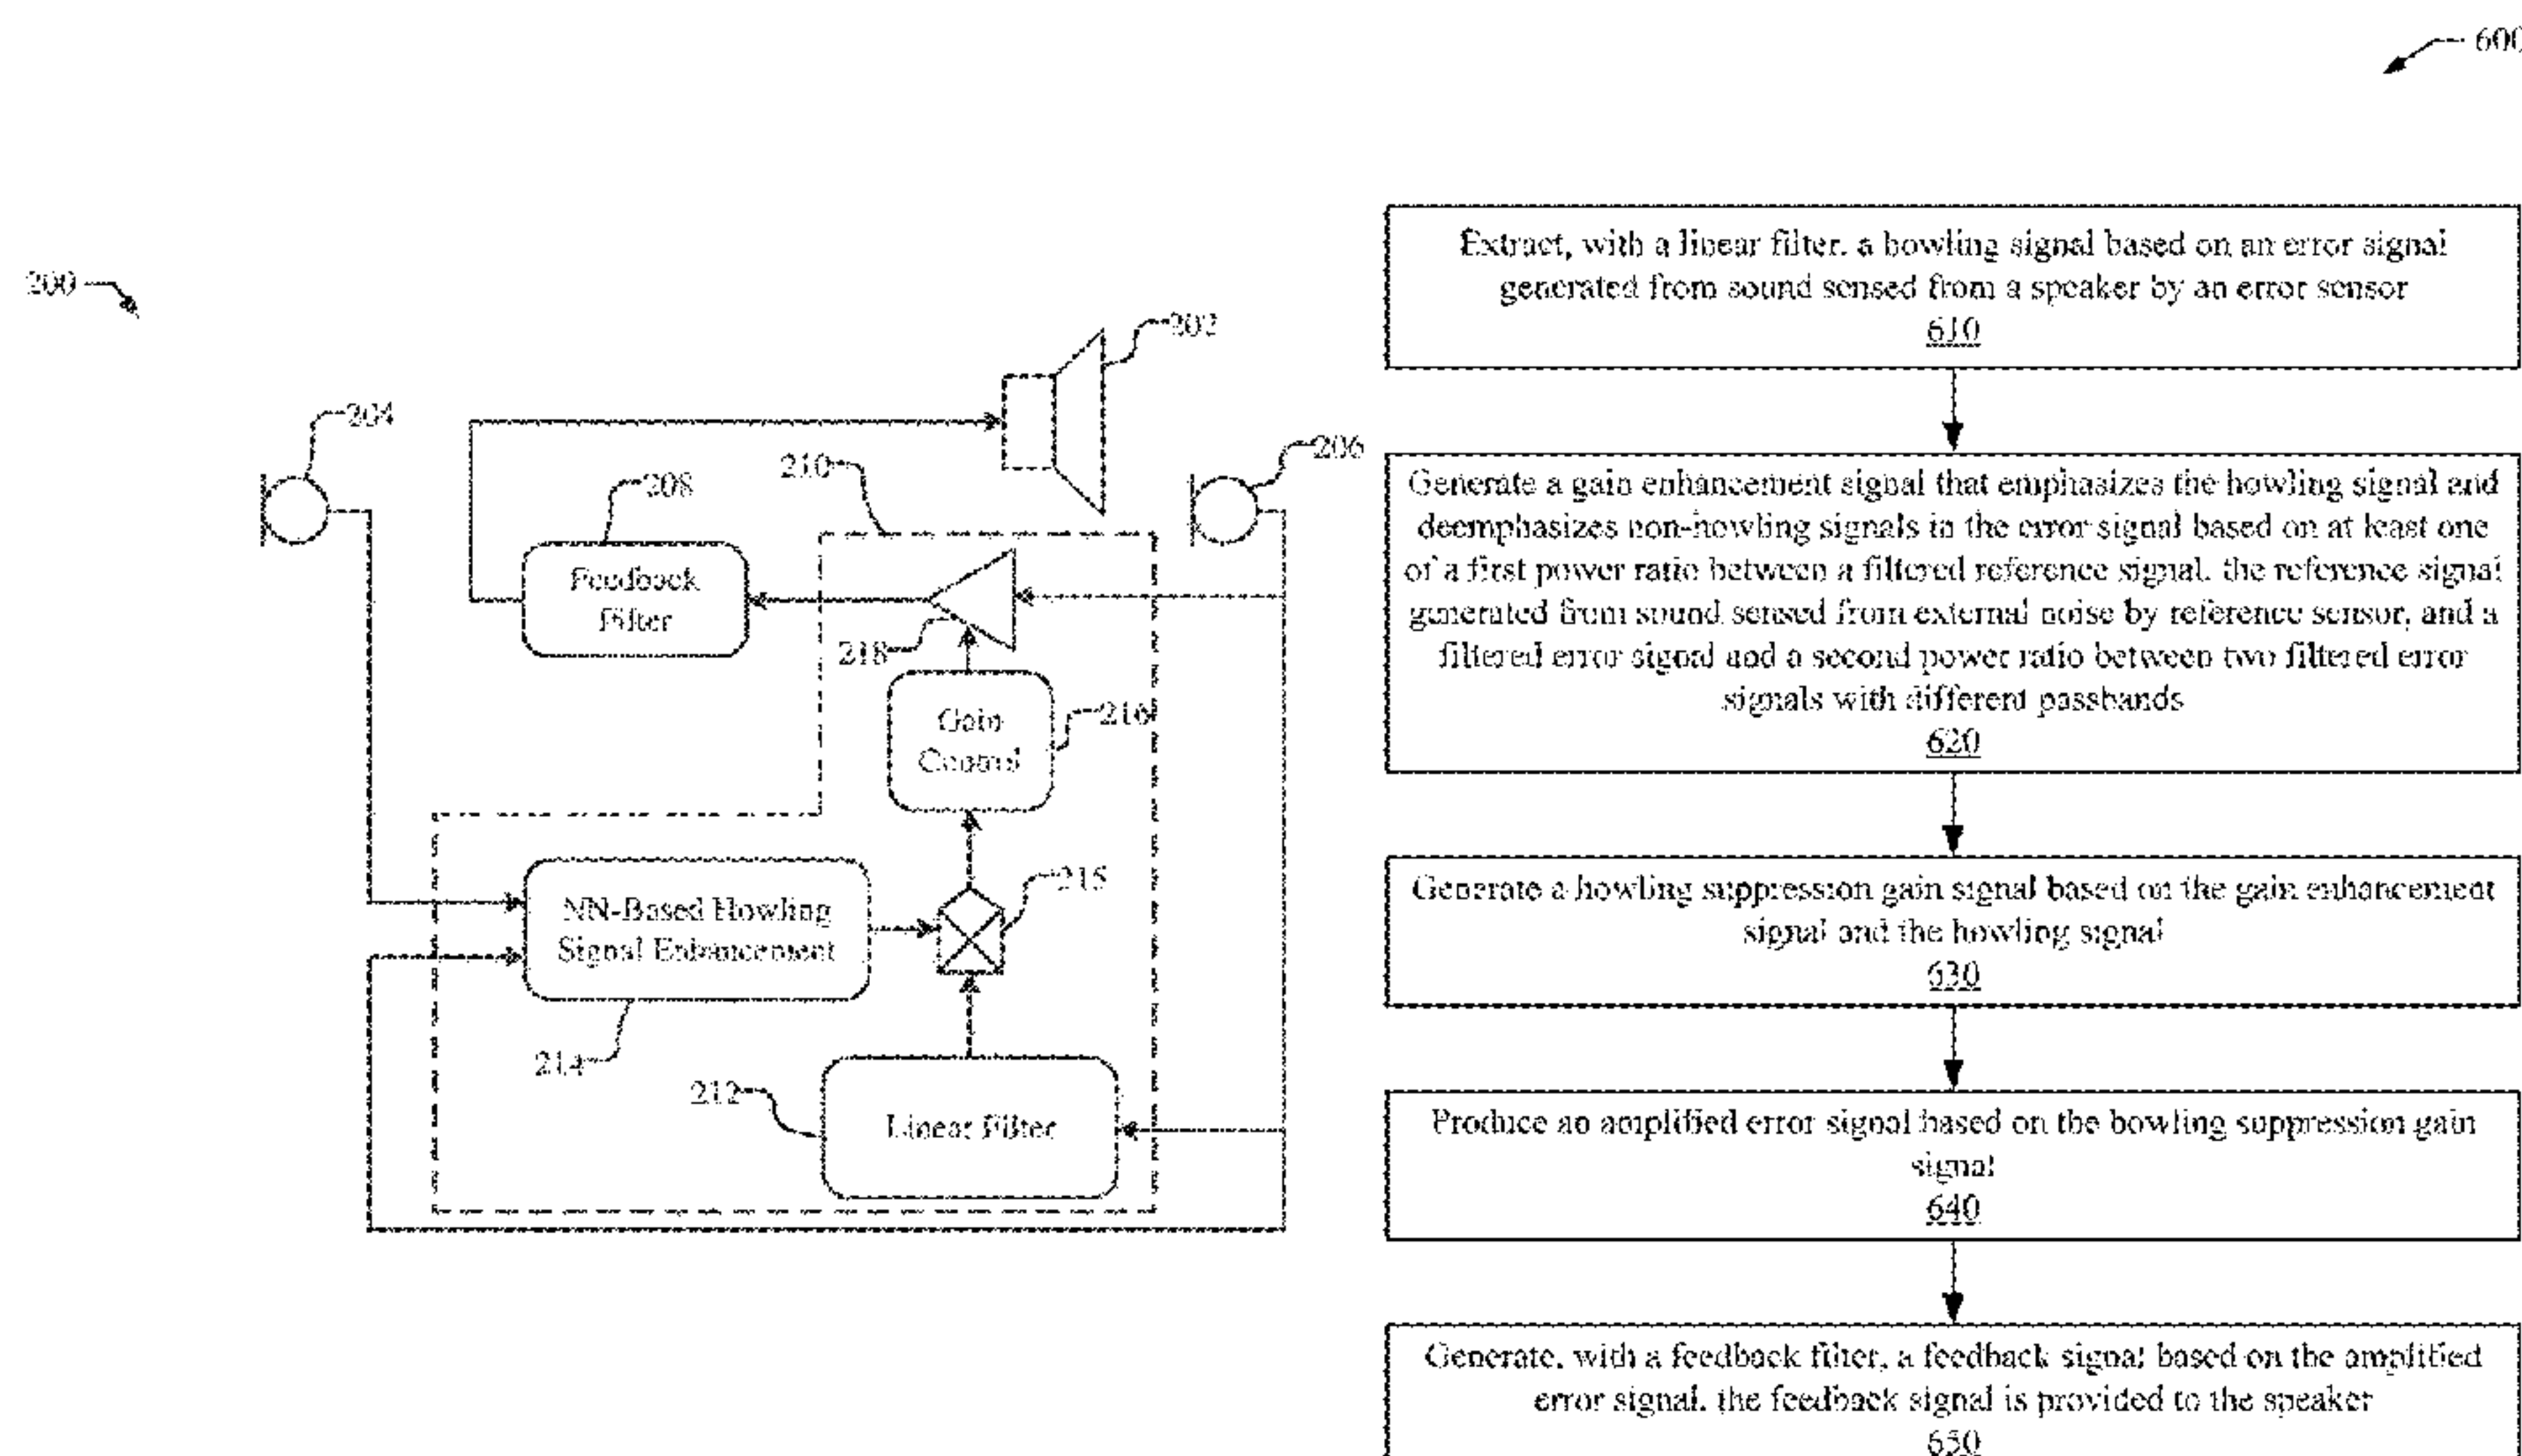 600
200
202
204
206
210
208
Feedback
Filter
218
Gain
Control
216
NN-Based Howling
Signal Enhancement
215
214
212
Linear Filter
Extract, with a linear filter, a howling signal based on an error signal
generated from sound sensed from a speaker by an error sensor
610
Generate a gain enhancement signal that emphasizes the howling signal and
deemphasizes non-howling signals in the error signal based on at least one
of a first power ratio between a filtered reference signal, the reference signal
generated from sound sensed from external noise by reference sensor, and a
filtered error signal and a second power ratio between two filtered error
signals with different passbands
620
Generate a howling suppression gain signal based on the gain enhancement
signal and the howling signal
630
Produce an amplified error signal based on the howling suppression gain
signal
640
Generate, with a feedback filter, a feedback signal based on the amplified
error signal, the feedback signal is provided to the speaker
650